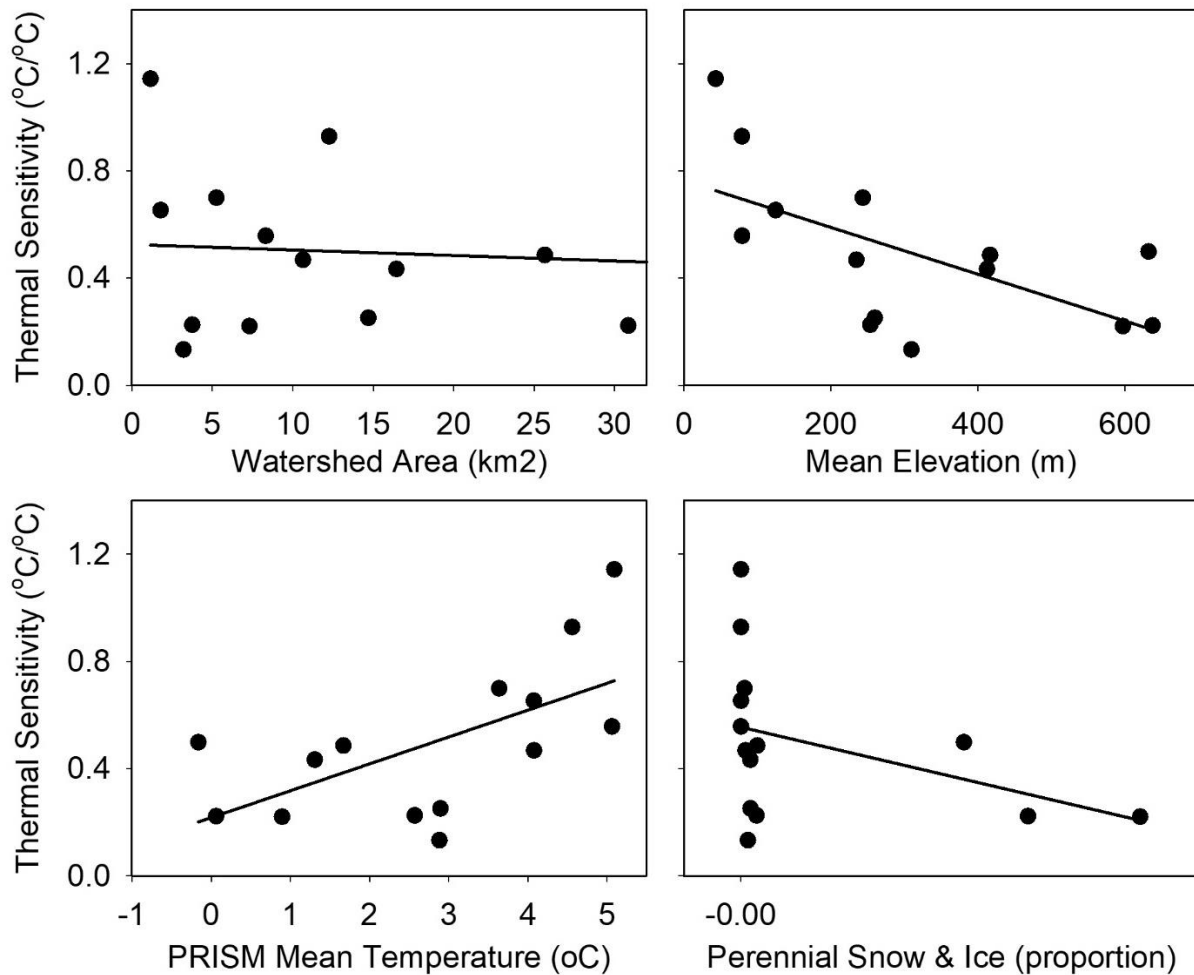 1.2
0.8
0.4
0.0
Thermal Sensitivity (°C/°C)
0 5 10 15 20 25 30
Watershed Area (km2)
0 200 400 600
Mean Elevation (m)
1.2
0.8
0.4
0.0
Thermal Sensitivity (°C/°C)
-1 0 1 2 3 4 5
PRISM Mean Temperature (oC)
-0.00
Perennial Snow & Ice (proportion)